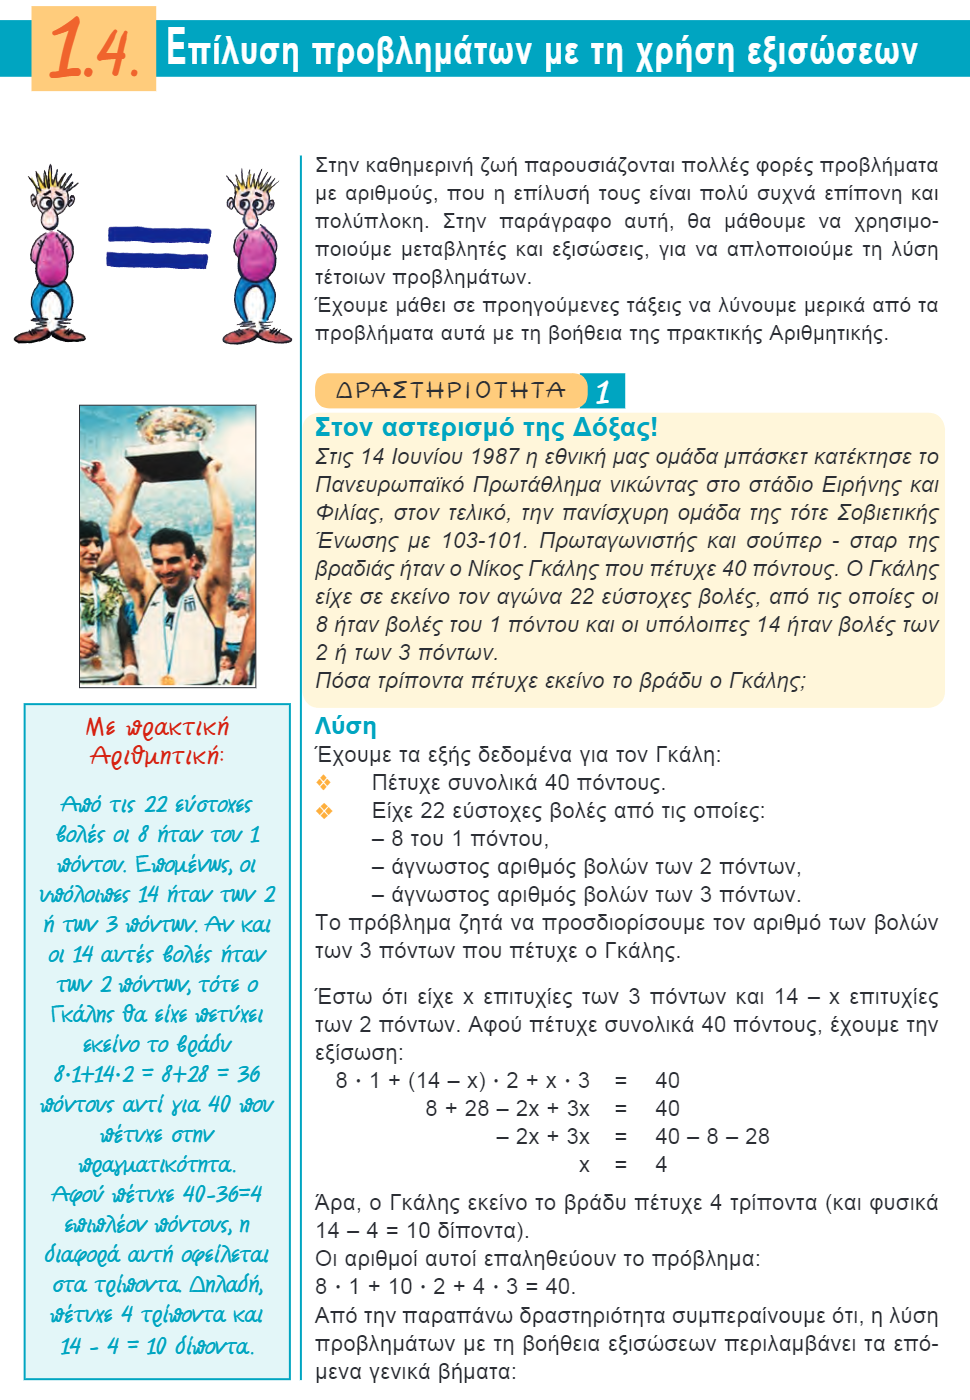 1.4.
Επίλυση προβλημάτων με τη χρήση εξισώσεων
Στην καθημερινή ζωή παρουσιάζονται πολλές φορές προβλήματα
με αριθμούς, που η επίλυσή τους είναι πολύ συχνά επίπονη και
πολύπλοκη. Στην παράγραφο αυτή, θα μάθουμε να χρησιμο-
ποιούμε μεταβλητές και εξισώσεις, για να απλοποιούμε τη λύση
τέτοιων προβλημάτων.
Έχουμε μάθει σε προηγούμενες τάξεις να λύνουμε μερικά από τα
προβλήματα αυτά με τη βοήθεια της πρακτικής Αριθμητικής.
ΔΡΑΣΤΗΡΙΟΤΗΤΑ 1
Στον αστερισμό της Δόξας!
Στις 14 Ιουνίου 1987 η εθνική μας ομάδα μπάσκετ κατέκτησε το
Πανευρωπαϊκό Πρωτάθλημα νικώντας στο στάδιο Ειρήνης και
Φιλίας, στον τελικό, την πανίσχυρη ομάδα της τότε Σοβιετικής
Ένωσης με 103-101. Πρωταγωνιστής και σούπερ - σταρ της
βραδιάς ήταν ο Νίκος Γκάλης που πέτυχε 40 πόντους. Ο Γκάλης
είχε σε εκείνο τον αγώνα 22 εύστοχες βολές, από τις οποίες οι
8 ήταν βολές του 1 πόντου και οι υπόλοιπες 14 ήταν βολές των
2 ή των 3 πόντων.
Πόσα τρίποντα πέτυχε εκείνο το βράδυ ο Γκάλης;
Με πρακτική
Αριθμητική:
Από τις 22 εύστοχες
βολές οι 8 ήταν του 1
πόντου. Επομένως, οι
υπόλοιπες 14 ήταν των 2
ή των 3 πόντων. Αν και
οι 14 αυτές βολές ήταν
των 2 πόντων, τότε ο
Γκάλης θα είχε πετύχει
εκείνο το βράδυ
8·1+14·2 = 8+28 = 36
πόντους αντί για 40 που
πέτυχε στην
πραγματικότητα.
Αφού πέτυχε 40-36=4
επιπλέον πόντους, η
διαφορά αυτή οφείλεται
στα τρίποντα. Δηλαδή,
πέτυχε 4 τρίποντα και
14 - 4 = 10 δίποντα.
Λύση
Έχουμε τα εξής δεδομένα για τον Γκάλη:
❖ Πέτυχε συνολικά 40 πόντους.
❖ Είχε 22 εύστοχες βολές από τις οποίες:
– 8 του 1 πόντου,
– άγνωστος αριθμός βολών των 2 πόντων,
– άγνωστος αριθμός βολών των 3 πόντων.
Το πρόβλημα ζητά να προσδιορίσουμε τον αριθμό των βολών
των 3 πόντων που πέτυχε ο Γκάλης.
Έστω ότι είχε x επιτυχίες των 3 πόντων και 14 – x επιτυχίες
των 2 πόντων. Αφού πέτυχε συνολικά 40 πόντους, έχουμε την
εξίσωση:
8 · 1 + (14 – x) · 2 + x · 3 = 40
8 + 28 – 2x + 3x = 40
– 2x + 3x = 40 – 8 – 28
x = 4
Άρα, ο Γκάλης εκείνο το βράδυ πέτυχε 4 τρίποντα (και φυσικά
14 – 4 = 10 δίποντα).
Οι αριθμοί αυτοί επαληθεύουν το πρόβλημα:
8 · 1 + 10 · 2 + 4 · 3 = 40.
Από την παραπάνω δραστηριότητα συμπεραίνουμε ότι, η λύση
προβλημάτων με τη βοήθεια εξισώσεων περιλαμβάνει τα επό-
μενα γενικά βήματα: